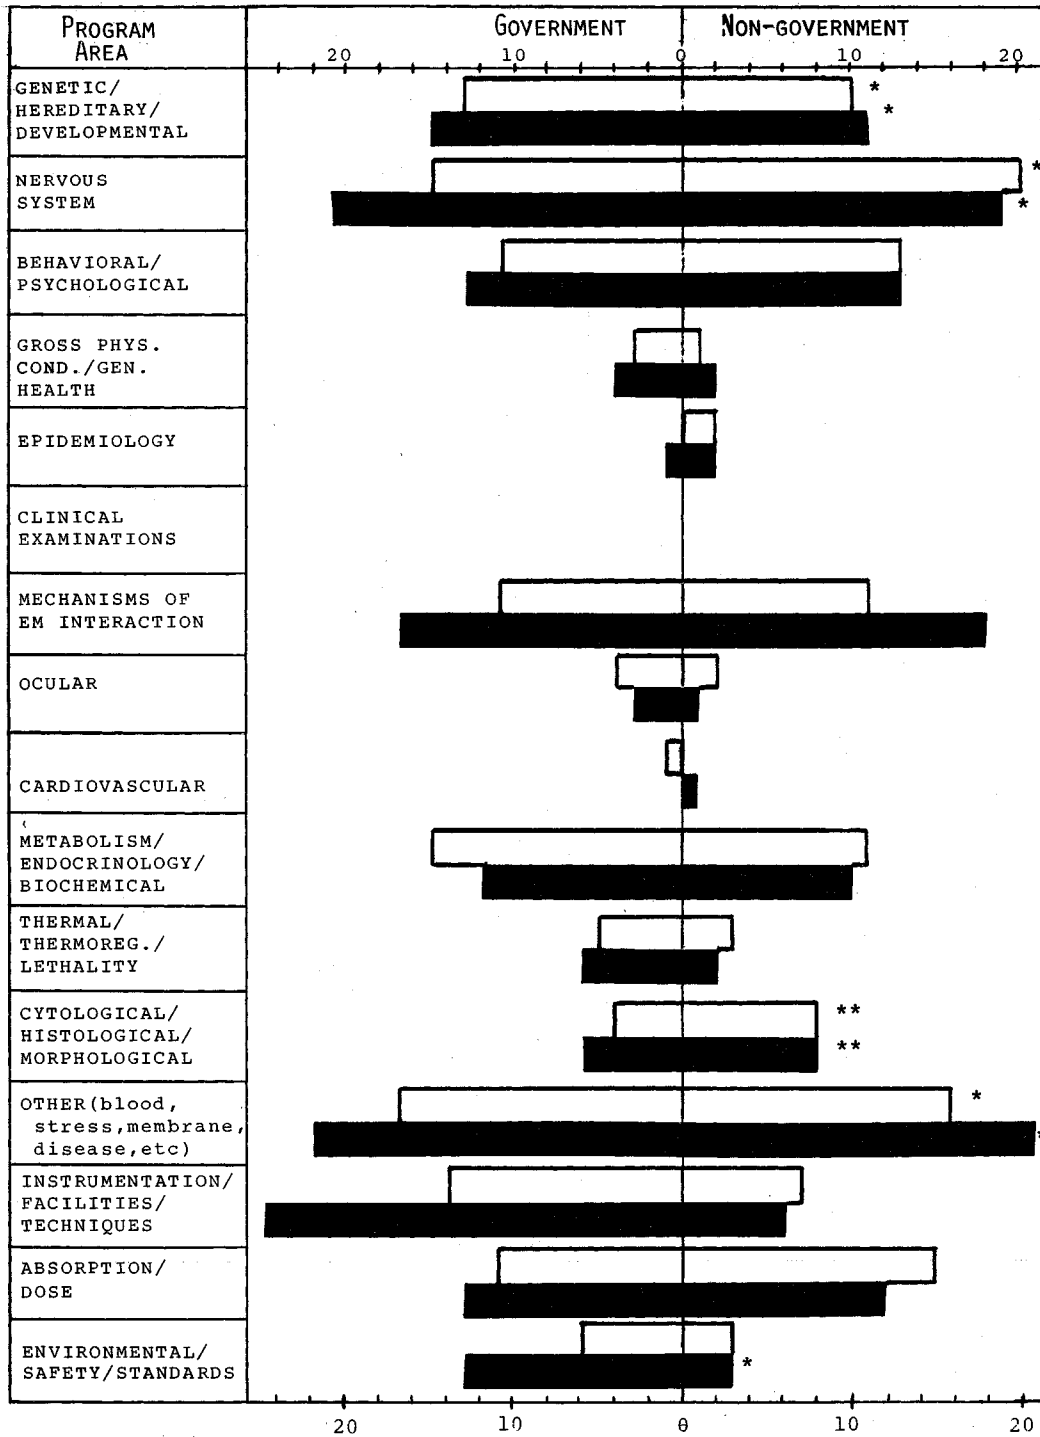 PROGRAM
AREA
GOVERNMENT
NON-GOVERNMENT
20 10 0 10 20
GENETIC/
HEREDITARY/
DEVELOPMENTAL
*
*
NERVOUS
SYSTEM
*
*
BEHAVIORAL/
PSYCHOLOGICAL
GROSS PHYS.
COND./GEN.
HEALTH
EPIDEMIOLOGY
CLINICAL
EXAMINATIONS
MECHANISMS OF
EM INTERACTION
OCULAR
CARDIOVASCULAR
METABOLISM/
ENDOCRINOLOGY/
BIOCHEMICAL
THERMAL/
THERMOREG./
LETHALITY
CYTOLOGICAL/
HISTOLOGICAL/
MORPHOLOGICAL
**
**
OTHER(blood,
stress,membrane,
disease,etc)
*
*
INSTRUMENTATION/
FACILITIES/
TECHNIQUES
ABSORPTION/
DOSE
ENVIRONMENTAL/
SAFETY/STANDARDS
*
20 10 0 10 20